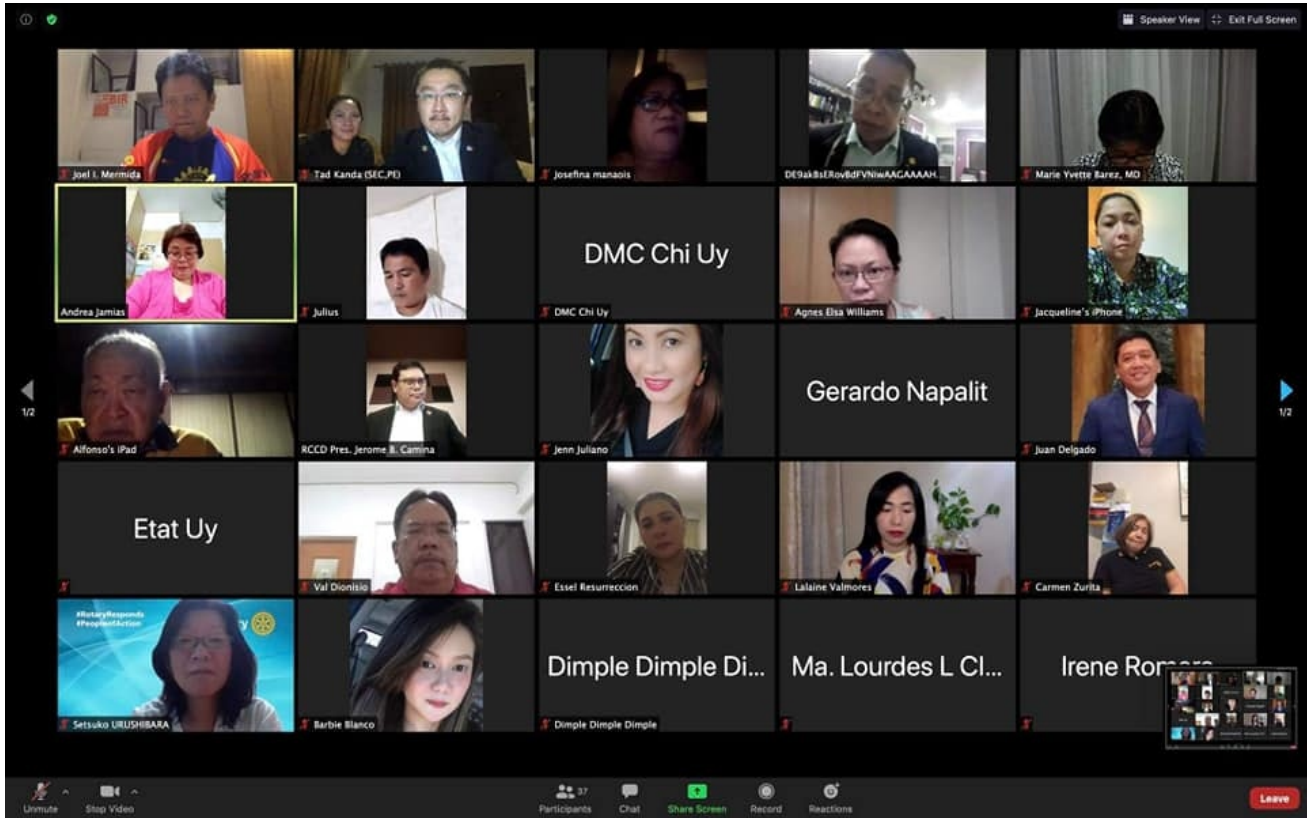 Speaker View
Exit Full Screen
Joel I. Mermida
Tad Kanda (SEC,PE)
Josefina manaois
Marie Yvette Barez, MD
Andrea Jamias
Julius
DMC Chi Uy
DMC Chi Uy
Agnes Elsa Williams
Jacqueline's iPhone
1/2
Alfonso's iPad
RCCD Pres. Jerome B. Camina
Jenn Juliano
Gerardo Napalit
Juan Delgado
1/2
Etat Uy
Val Dionisio
Essel Resurreccion
Lalaine Valmores
Carmen Zurita
#RotaryResponds
#PeopleofAction
Setsuko URUSHIBARA
Barbie Blanco
Dimple Dimple Di...
Dimple Dimple Dimple
Ma. Lourdes L Cl...
Irene
Unmute
Stop Video
Participants
37
Chat
Share Screen
Record
Reactions
Leave